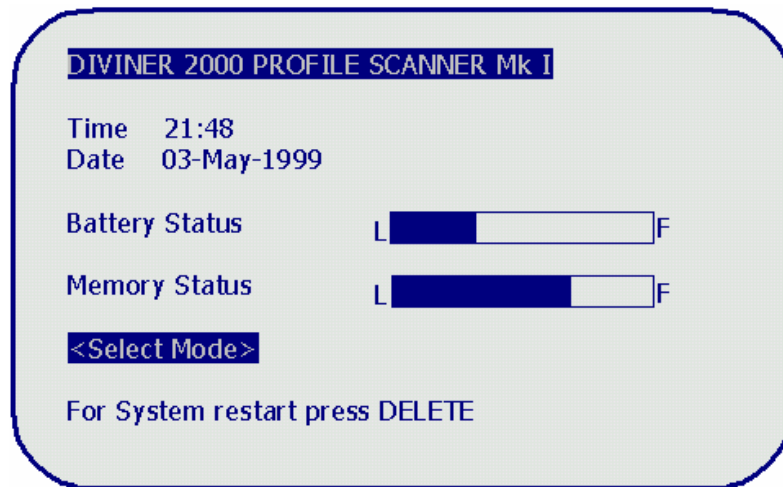 DIVINER 2000 PROFILE SCANNER Mk I
Time 21:48
Date 03-May-1999
Battery Status L F
Memory Status L F
<Select Mode>
For System restart press DELETE